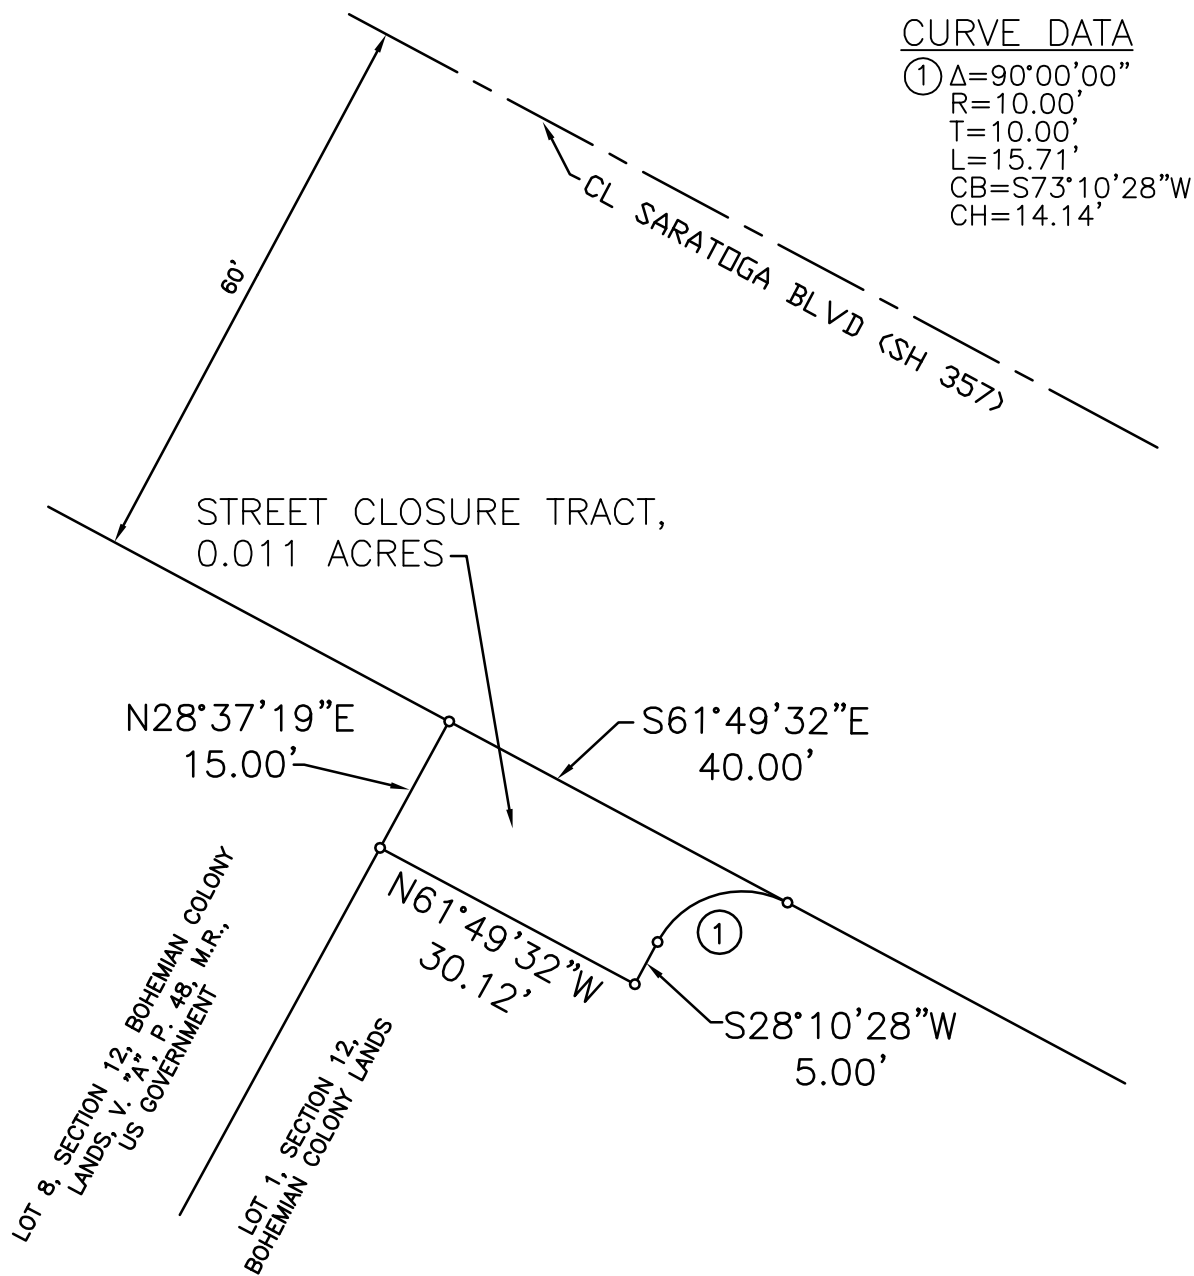 CURVE DATA
1 Δ=90°00'00"
R=10.00'
T=10.00'
L=15.71'
CB=S73°10'28"W
CH=14.14'
60'
CL SARATOGA BLVD (SH 357)
STREET CLOSURE TRACT,
0.011 ACRES
N28°37'19"E
15.00'
S61°49'32"E
40.00'
N61°49'32"W
30.12'
1
S28°10'28"W
5.00'
LOT 8, SECTION 12, BOHEMIAN COLONY
LANDS, V. "A", P. 48, M.R.,
US GOVERNMENT
LOT 1, SECTION 12,
BOHEMIAN COLONY LANDS